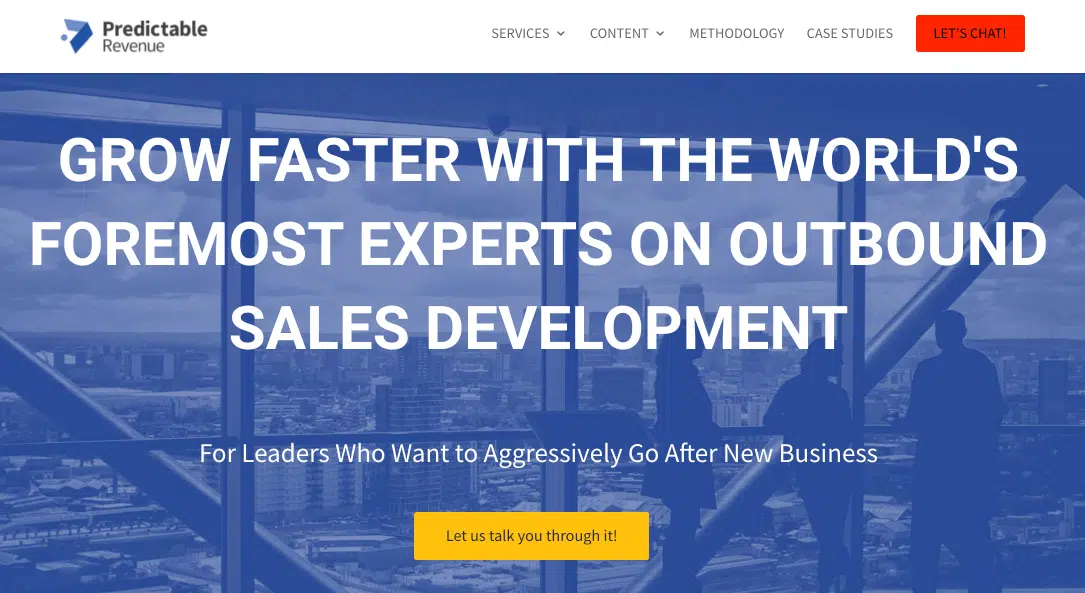 Predictable
Revenue
SERVICES
CONTENT
METHODOLOGY
CASE STUDIES
LET'S CHAT!
GROW FASTER WITH THE WORLD'S
FOREMOST EXPERTS ON OUTBOUND
SALES DEVELOPMENT
For Leaders Who Want to Aggressively Go After New Business
Let us talk you through it!